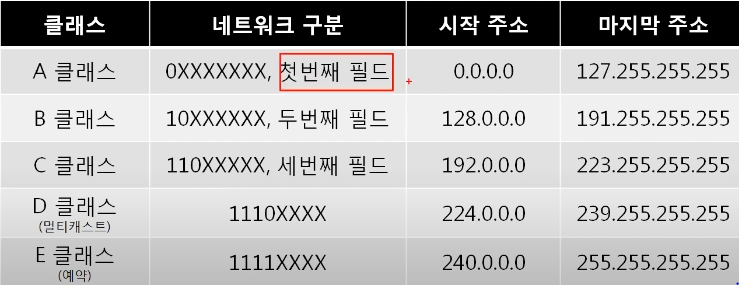 클래스 네트워크 구분 시작 주소 마지막 주소
A 클래스 0XXXXXXX, 첫번째 필드 0.0.0.0 127.255.255.255
B 클래스 10XXXXXX, 두번째 필드 128.0.0.0 191.255.255.255
C 클래스 110XXXXX, 세번째 필드 192.0.0.0 223.255.255.255
D 클래스 1110XXXX 224.0.0.0 239.255.255.255
(멀티캐스트)
E 클래스 1111XXXX 240.0.0.0 255.255.255.255
(예약)